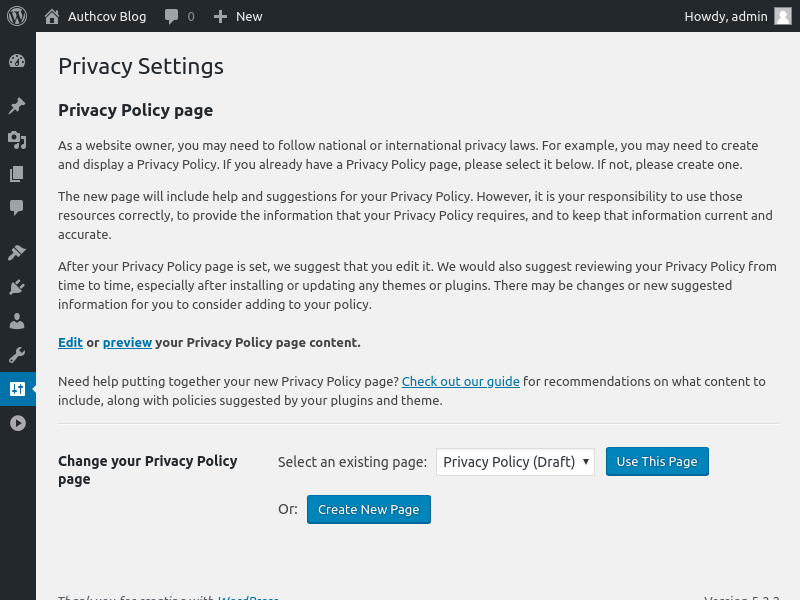 Authcov Blog 0 New Howdy, admin
Privacy Settings
Privacy Policy page
As a website owner, you may need to follow national or international privacy laws. For example, you may need to create
and display a Privacy Policy. If you already have a Privacy Policy page, please select it below. If not, please create one.
The new page will include help and suggestions for your Privacy Policy. However, it is your responsibility to use those
resources correctly, to provide the information that your Privacy Policy requires, and to keep that information current and
accurate.
After your Privacy Policy page is set, we suggest that you edit it. We would also suggest reviewing your Privacy Policy from
time to time, especially after installing or updating any themes or plugins. There may be changes or new suggested
information for you to consider adding to your policy.
Edit or preview your Privacy Policy page content.
Need help putting together your new Privacy Policy page? Check out our guide for recommendations on what content to
include, along with policies suggested by your plugins and theme.
Change your Privacy Policy
page
Select an existing page: Privacy Policy (Draft) Use This Page
Or: Create New Page
Thank you for creating with WordPress